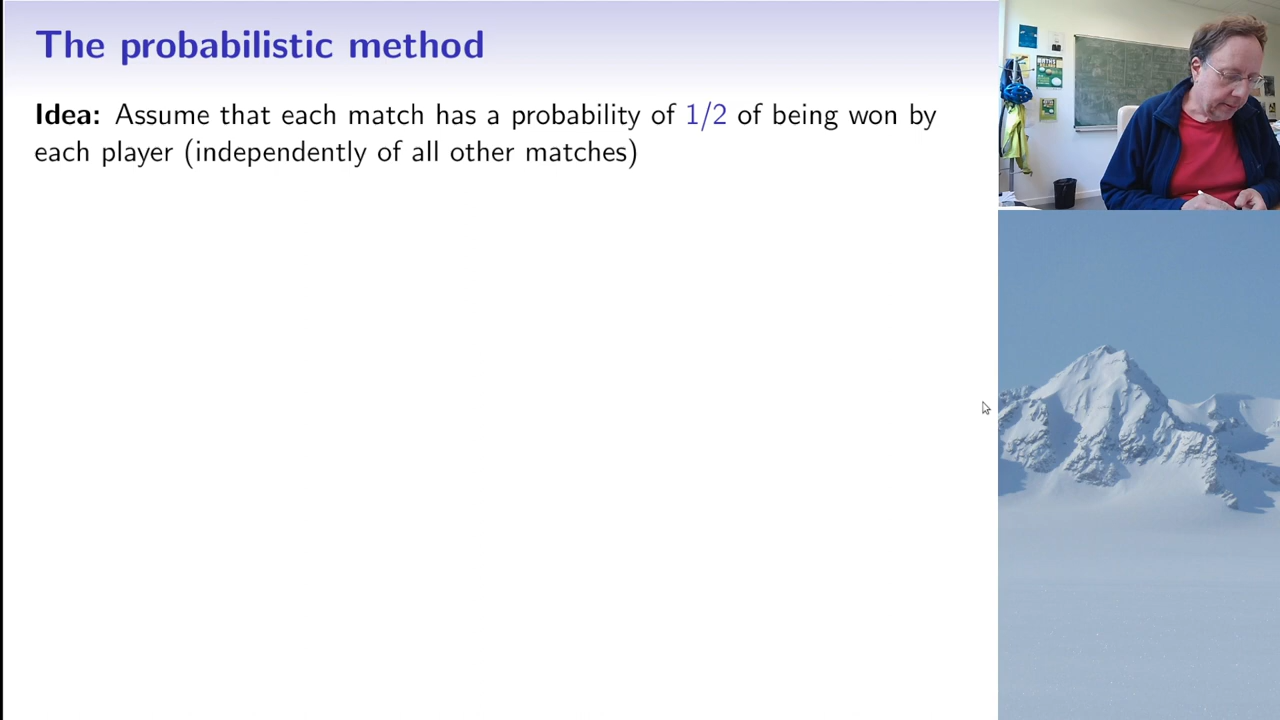 The probabilistic method
Idea: Assume that each match has a probability of 1/2 of being won by
each player (independently of all other matches)